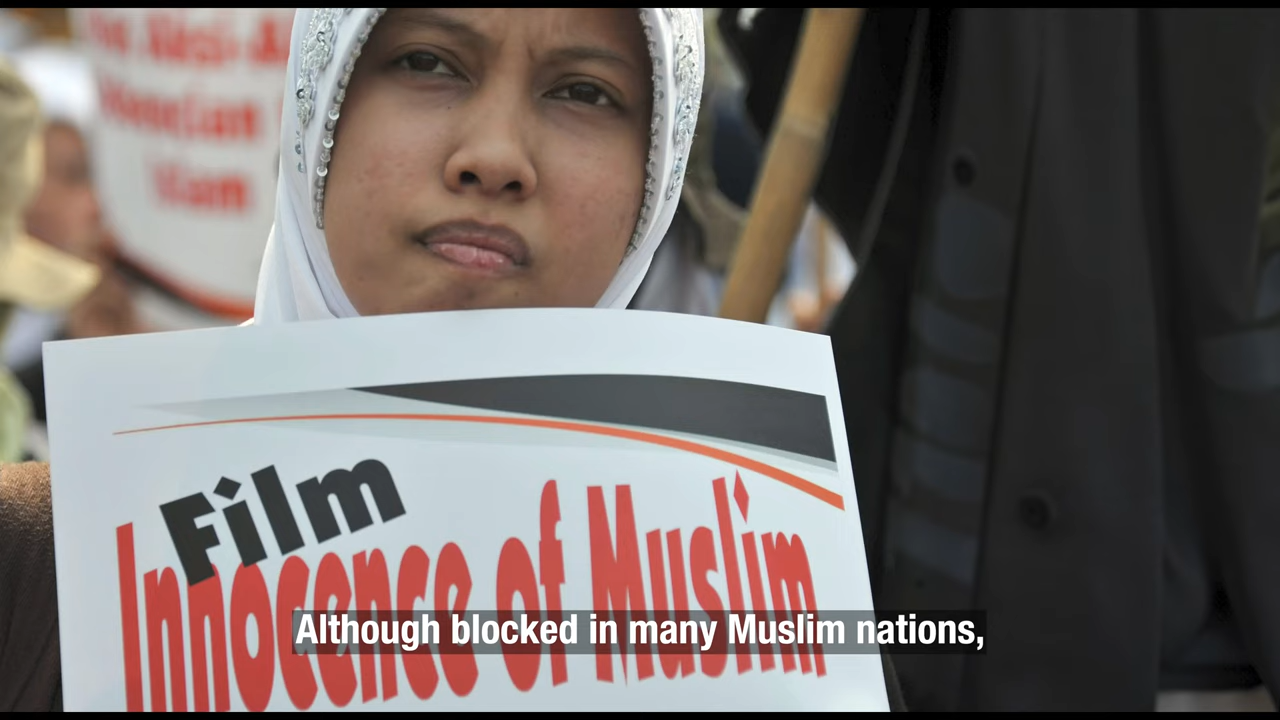 Film
Innocence of Muslim
Although blocked in many Muslim nations,